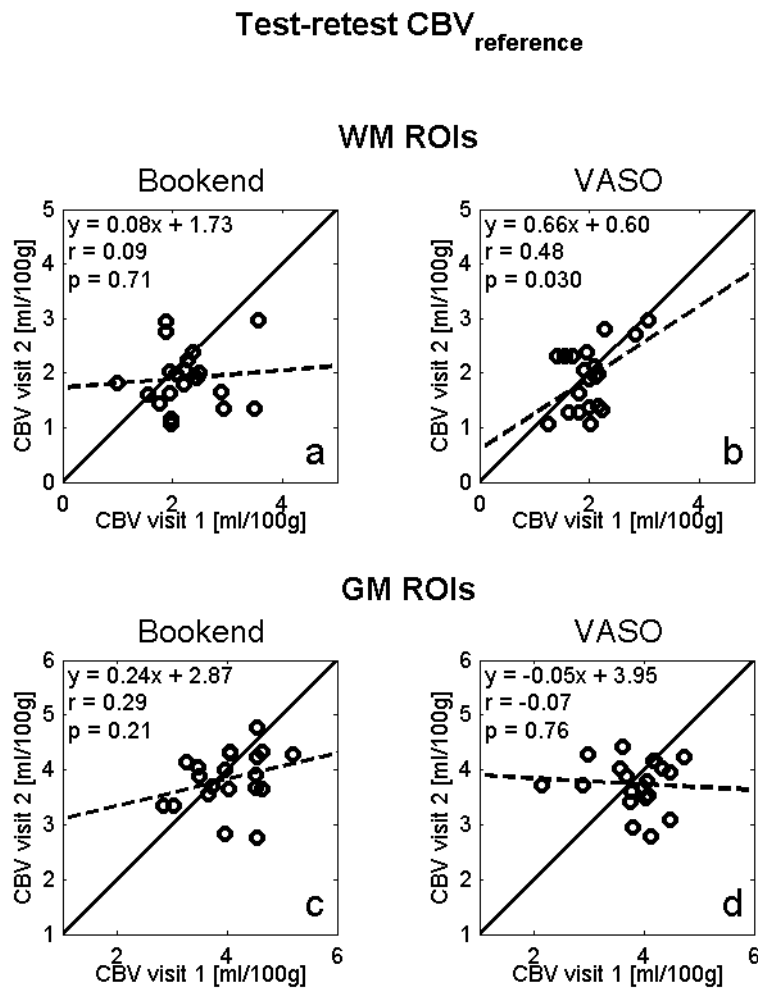 Test-retest CBVreference
WM ROIs
Bookend
VASO
5
4
3
2
1
0
0 2 4
CBV visit 2 [ml/100g]
CBV visit 1 [ml/100g]
y = 0.08x + 1.73
r = 0.09
p = 0.71
a
5
4
3
2
1
0
0 2 4
CBV visit 2 [ml/100g]
CBV visit 1 [ml/100g]
y = 0.66x + 0.60
r = 0.48
p = 0.030
b
GM ROIs
Bookend
VASO
6
5
4
3
2
1
2 4 6
CBV visit 2 [ml/100g]
CBV visit 1 [ml/100g]
y = 0.24x + 2.87
r = 0.29
p = 0.21
c
6
5
4
3
2
1
2 4 6
CBV visit 2 [ml/100g]
CBV visit 1 [ml/100g]
y = -0.05x + 3.95
r = -0.07
p = 0.76
d